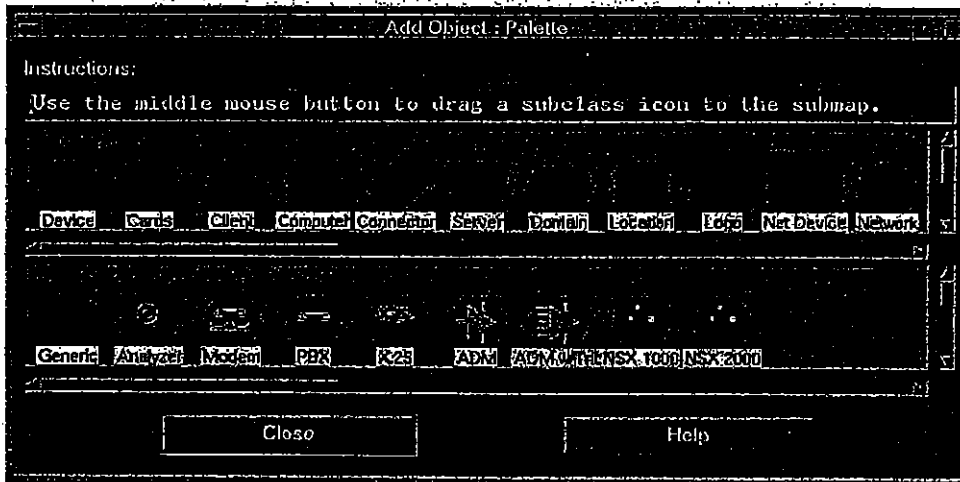 Add Object : Palette
Instructions:
Use the middle mouse button to drag a subclass icon to the submap.
Device Cards Client Computer Connector Server Domain Location Logo Net Device Network
Generic Analyzer Modem PBX X-25 ADM NSX 1000 NSX 2000
Close Help